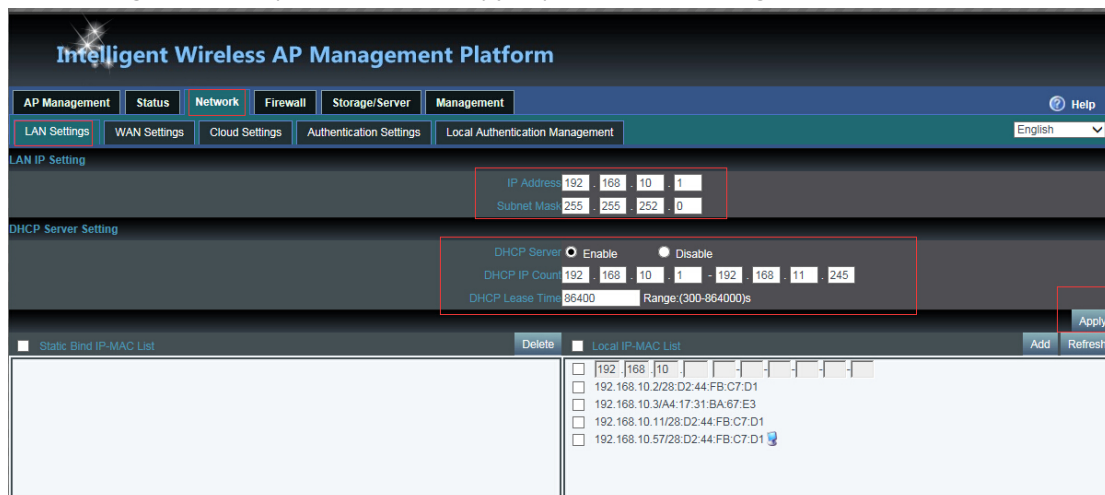 Intelligent Wireless AP Management Platform
AP Management Status Network Firewall Storage/Server Management Help
LAN Settings WAN Settings Cloud Settings Authentication Settings Local Authentication Management English
LAN IP Setting
IP Address 192 . 168 . 10 . 1
Subnet Mask 255 . 255 . 252 . 0
DHCP Server Setting
DHCP Server Enable Disable
DHCP IP Count 192 . 168 . 10 . 1 - 192 . 168 . 11 . 245
DHCP Lease Time 86400 Range:(300-864000)s
Apply
Static Bind IP-MAC List Delete Local IP-MAC List Add Refresh
192 . 168 . 10 . - - - - -
192.168.10.2/28:D2:44:FB:C7:D1
192.168.10.3/A4:17:31:BA:67:E3
192.168.10.11/28:D2:44:FB:C7:D1
192.168.10.57/28:D2:44:FB:C7:D1